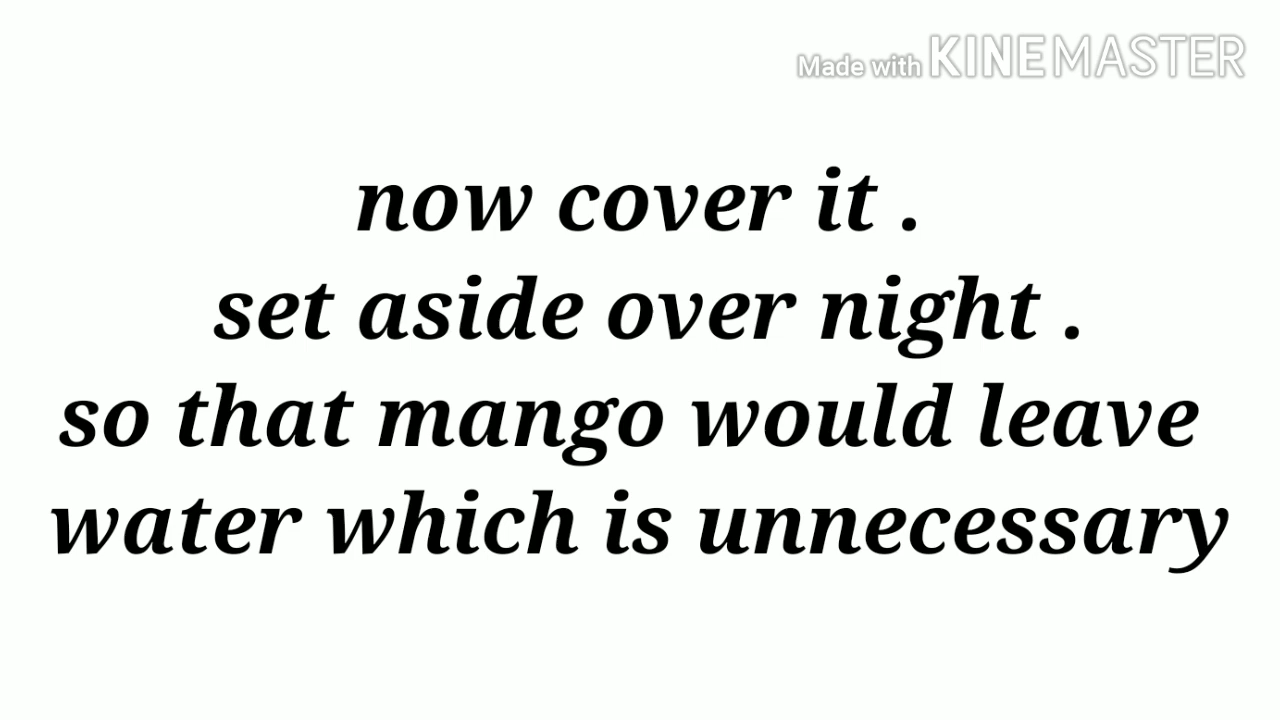 Made with KINEMASTER
now cover it .
set aside over night .
so that mango would leave
water which is unnecessary